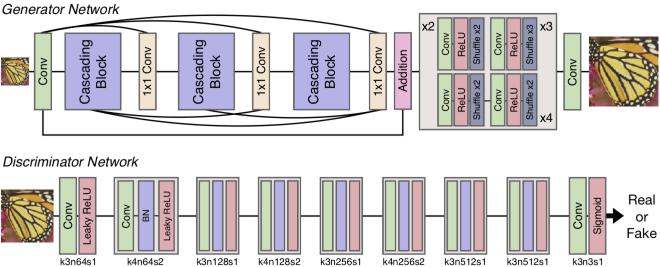 Generator Network
Conv
Cascading
Block
1x1 Conv
Cascading
Block
1x1 Conv
Cascading
Block
1x1 Conv
Addition
x2
Conv
ReLU
Shuffle x2
Conv
ReLU
Shuffle x3
x3
Conv
ReLU
Shuffle x2
Conv
ReLU
Shuffle x2
x4
Conv
Discriminator Network
Conv
Leaky ReLU
Conv
BN
Leaky ReLU
Conv
Sigmoid
Real
or
Fake
k3n64s1 k4n64s2 k3n128s1 k4n128s2 k3n256s1 k4n256s2 k3n512s1 k3n512s1 k3n3s1